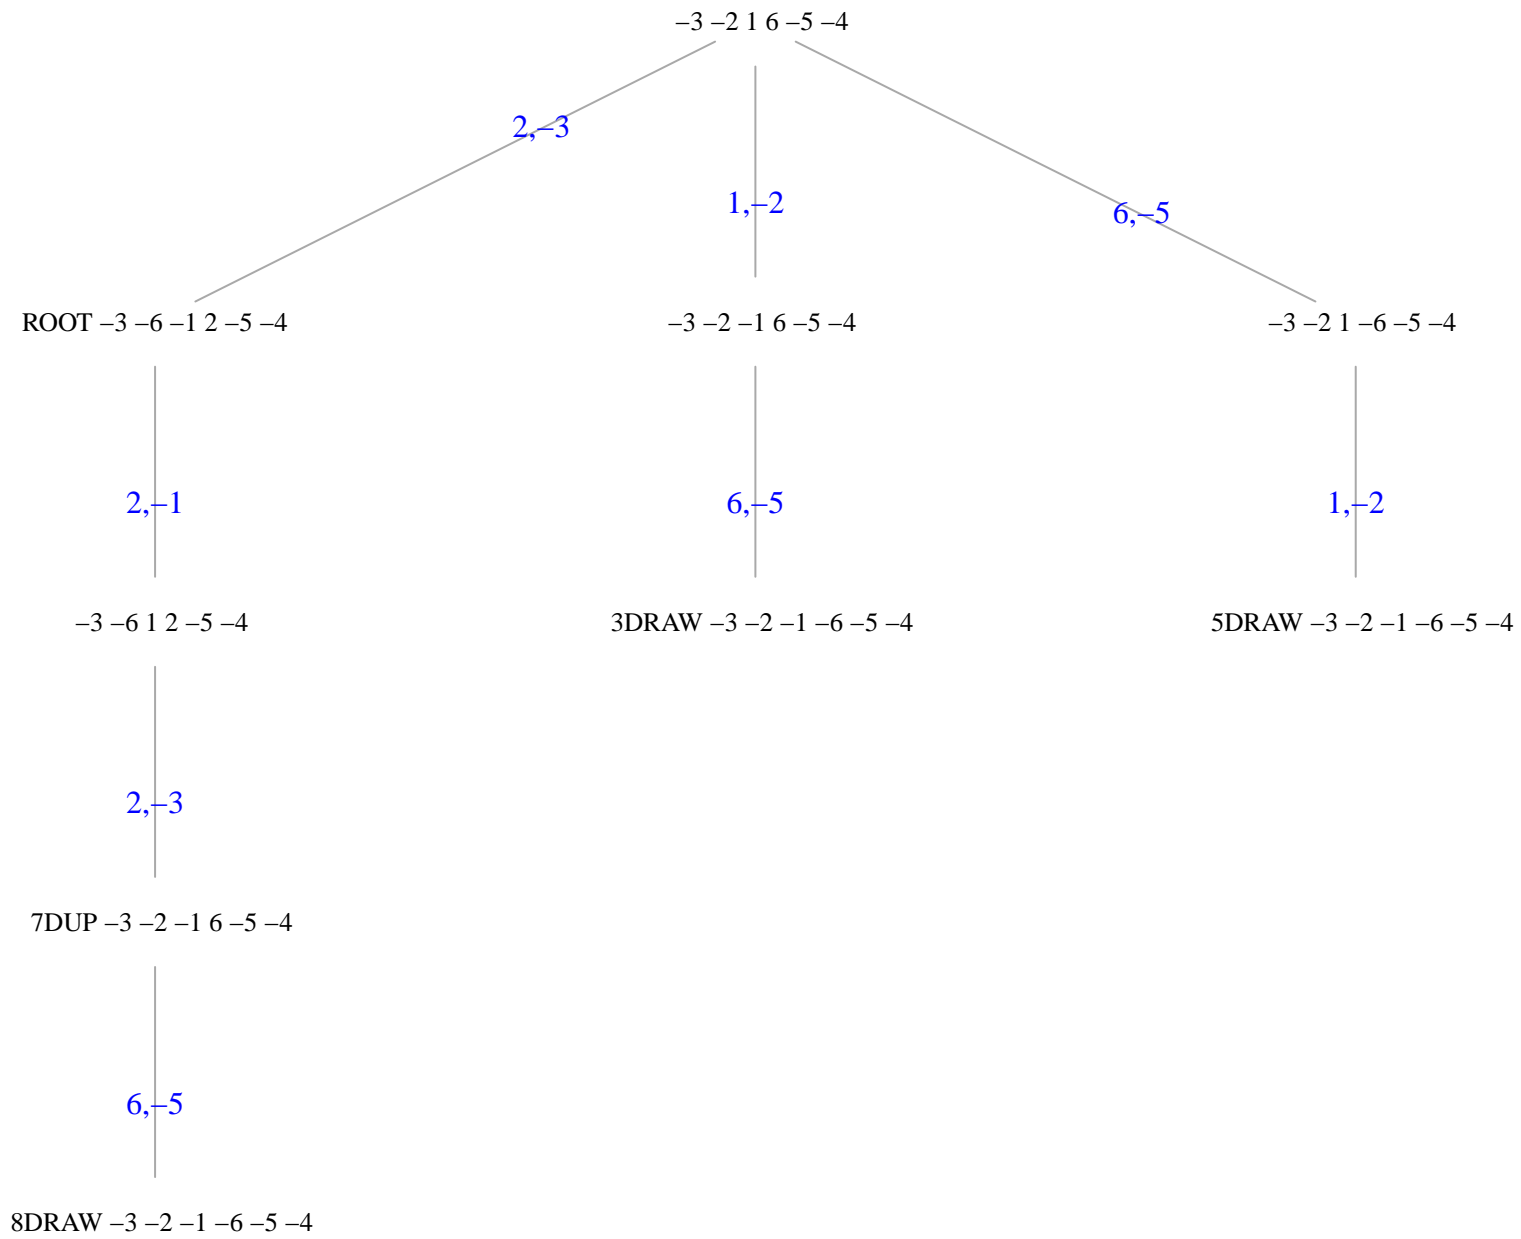 –3 –2 1 6 –5 –4
2,–3
1,–2
6,–5
ROOT –3 –6 –1 2 –5 –4
–3 –2 –1 6 –5 –4
–3 –2 1 –6 –5 –4
2,–1
6,–5
1,–2
–3 –6 1 2 –5 –4
3DRAW –3 –2 –1 –6 –5 –4
5DRAW –3 –2 –1 –6 –5 –4
2,–3
7DUP –3 –2 –1 6 –5 –4
6,–5
8DRAW –3 –2 –1 –6 –5 –4